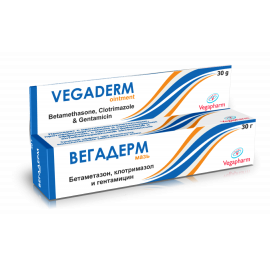 VEGADERM
ointment
30 g
Betamethasone, Clotrimazole
& Gentamicin
Vegapharm
ВЕГАДЕРМ
мазь
30 г
Бетаметазон, клотримазол
и гентамицин
Vegapharm